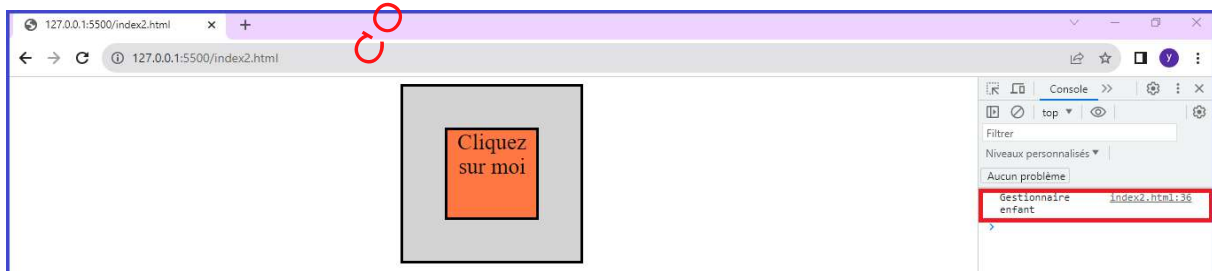 127.0.0.1:5500/index2.html
127.0.0.1:5500/index2.html
y
Console
top
Filtrer
Niveaux personnalisés
Aucun problème
Gestionnaire index2.html:36
enfant
Cliquez
sur moi